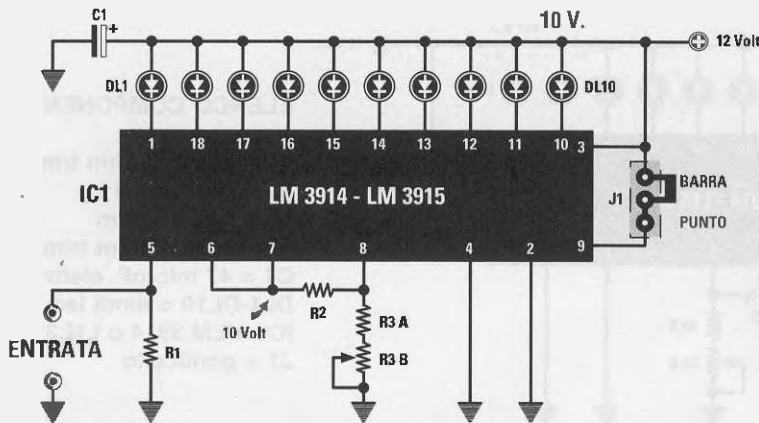 C1
+
10 V.
12 Volt
DL1
DL10
1 18 17 16 15 14 13 12 11 10
3
IC1
LM 3914 - LM 3915
J1
BARRA
PUNTO
5 6 7 8 4 2 9
ENTRATA
R1
10 Volt
R2
R3 A
R3 B